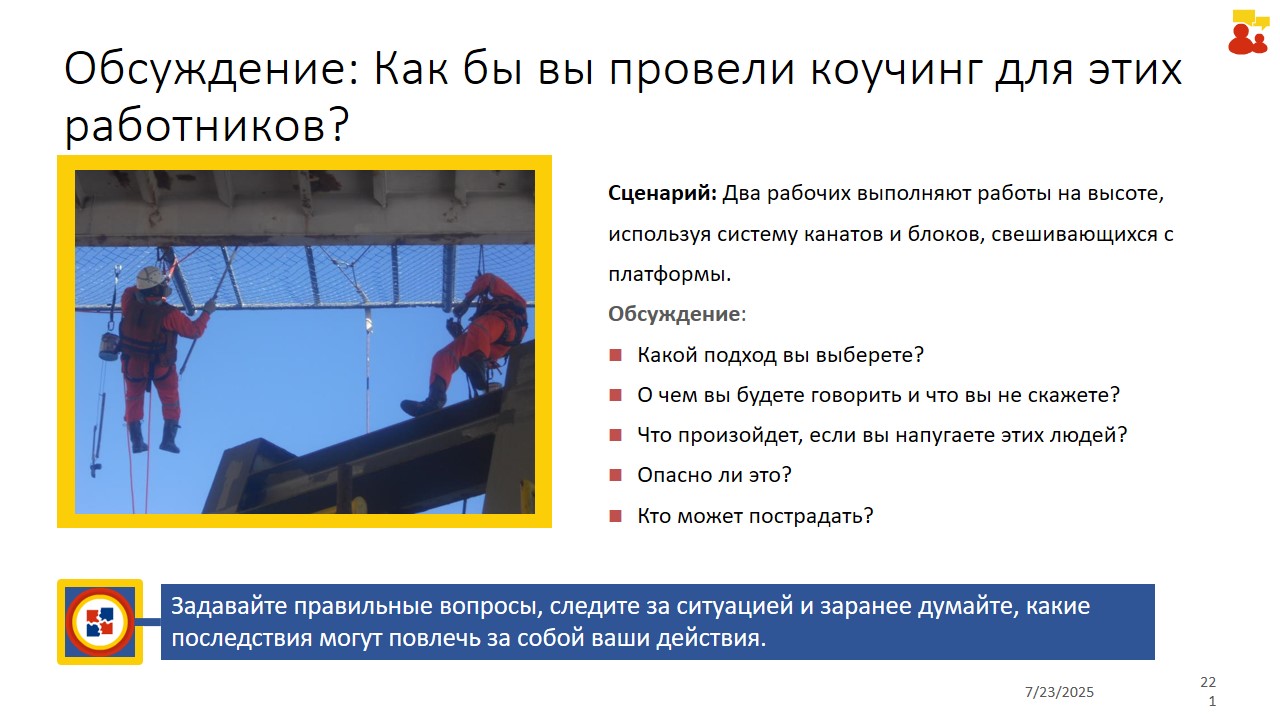 Обсуждение: Как бы вы провели коучинг для этих
работников?
Сценарий: Два рабочих выполняют работы на высоте,
используя систему канатов и блоков, свешивающихся с
платформы.
Обсуждение:
Какой подход вы выберете?
О чем вы будете говорить и что вы не скажете?
Что произойдет, если вы напугаете этих людей?
Опасно ли это?
Кто может пострадать?
Задавайте правильные вопросы, следите за ситуацией и заранее думайте, какие
последствия могут повлечь за собой ваши действия.
7/23/2025
22
1